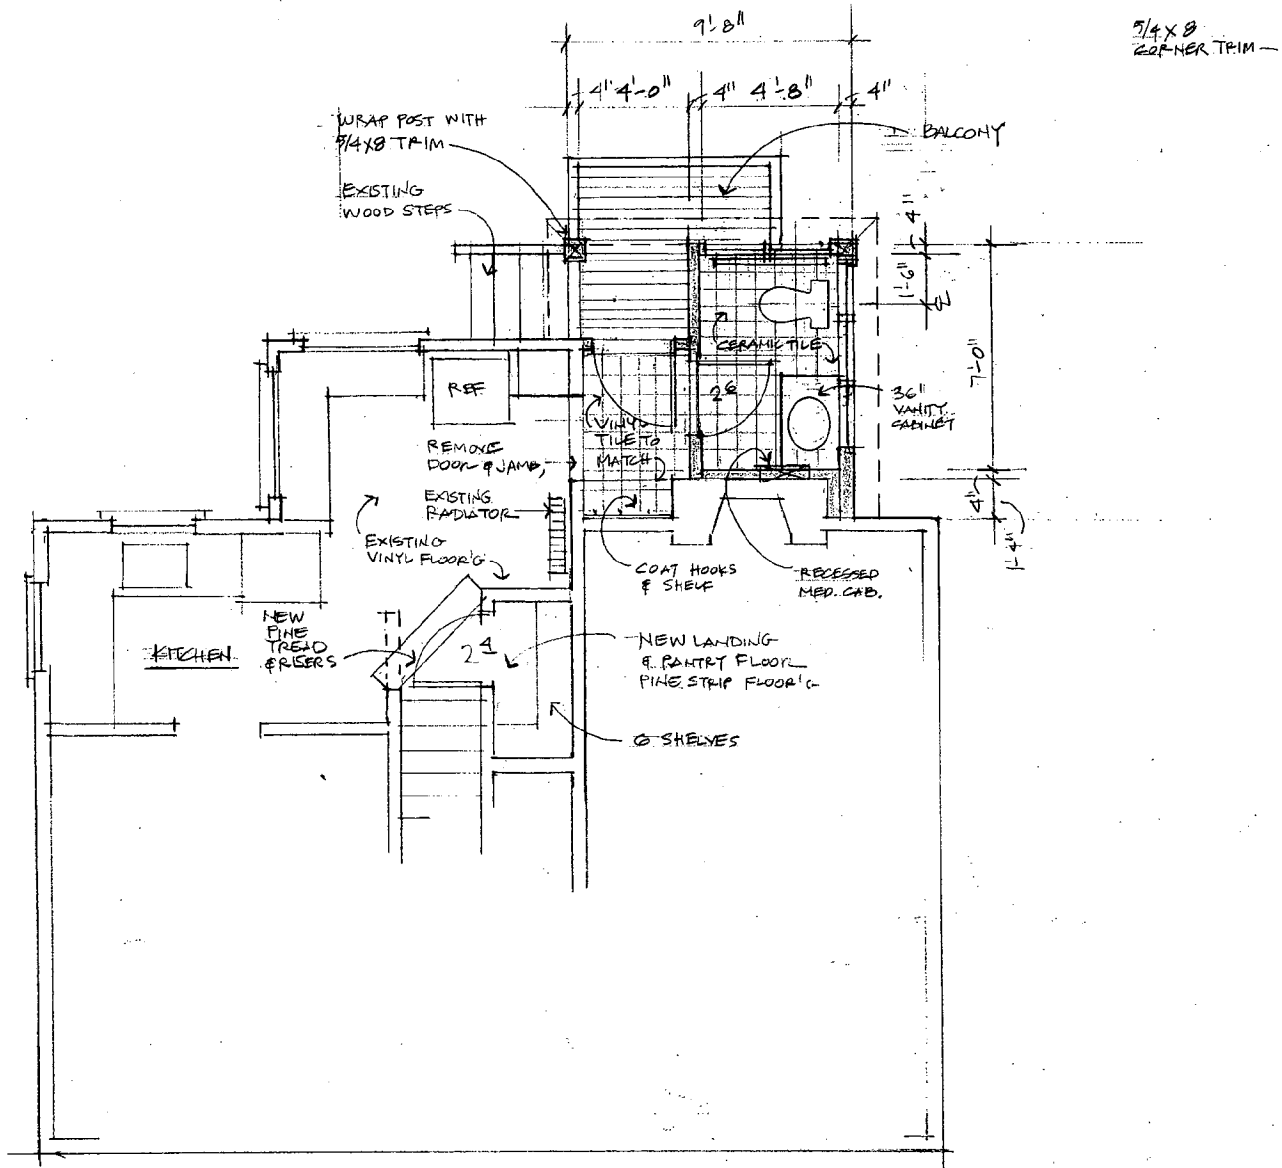 9'-8"
5/4 X 8
CORNER TRIM
4" 4'-0" 4" 4'-8" 4"
WRAP POST WITH
5/4X8 TRIM
BALCONY
EXISTING
WOOD STEPS
4"
1'-6"
℄
7'-0"
CERAMIC TILE
REF
2 6
36"
VANITY
CABINET
VINYL
TILE TO
MATCH
REMOVE
DOOR & JAMB
EXISTING
RADIATOR
4"
1'-4"
EXISTING
VINYL FLOOR'G
COAT HOOKS
& SHELF
RECESSED
MED. CAB.
NEW
PINE
TREAD
& RISERS
KITCHEN
2 4
NEW LANDING
& PANTRY FLOOR
PINE STRIP FLOOR'G
6 SHELVES